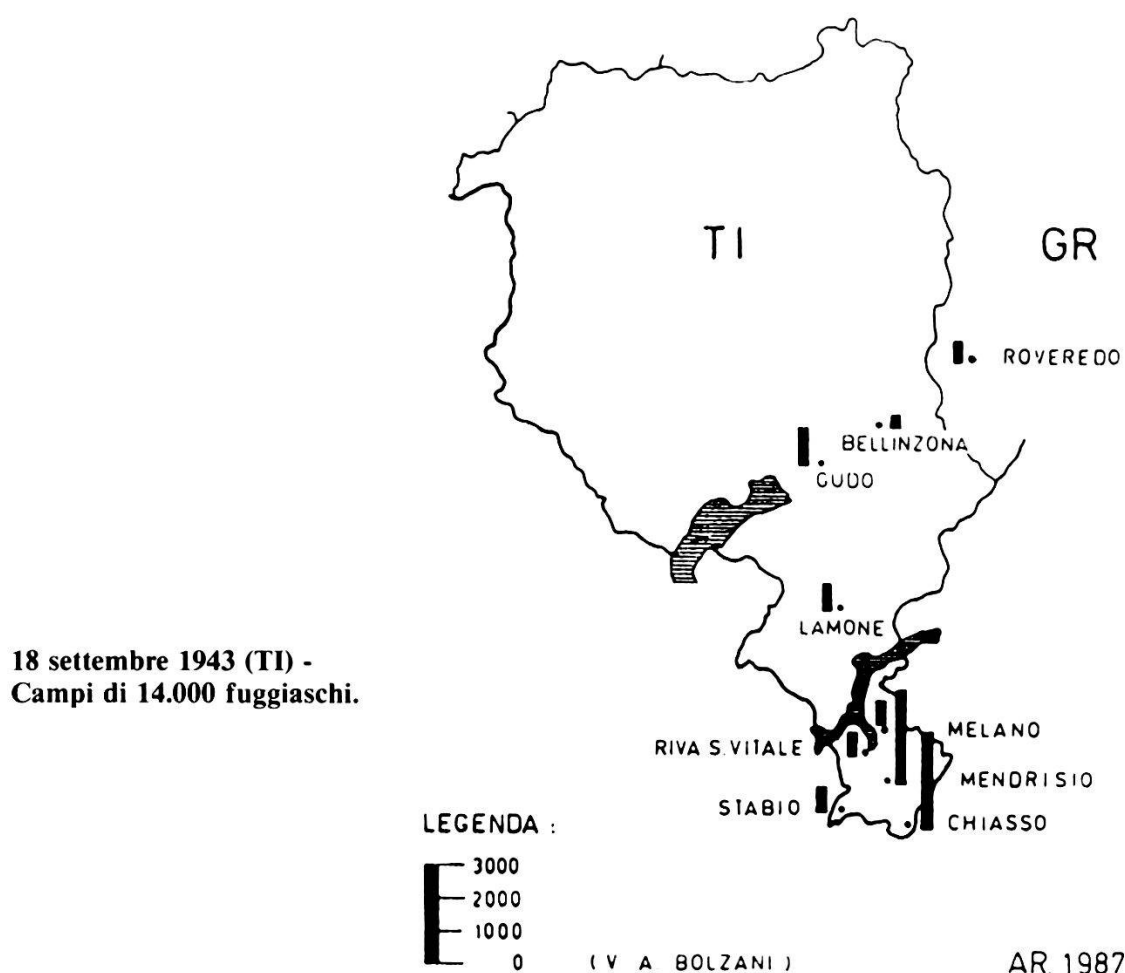 TI
GR
ROVEREDO
BELLINZONA
GUDO
LAMONE
18 settembre 1943 (TI) -
Campi di 14.000 fuggiaschi.
RIVA S. VITALE
MELANO
MENDRISIO
STABIO
CHIASSO
LEGENDA :
3000
2000
1000
0
( V A BOLZANI )
AR. 1987